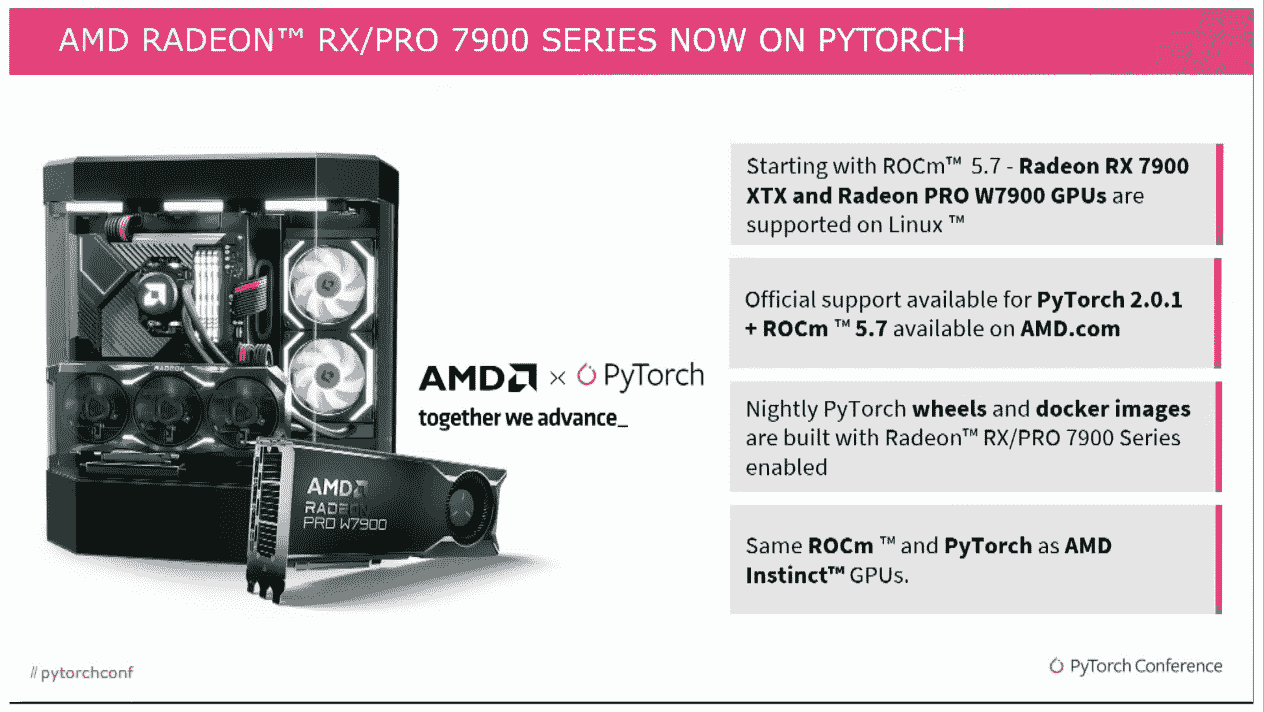 AMD RADEON™ RX/PRO 7900 SERIES NOW ON PYTORCH
Starting with ROCm™ 5.7 - Radeon RX 7900
XTX and Radeon PRO W7900 GPUs are
supported on Linux ™
Official support available for PyTorch 2.0.1
+ ROCm ™ 5.7 available on AMD.com
Nightly PyTorch wheels and docker images
are built with Radeon™ RX/PRO 7900 Series
enabled
Same ROCm ™ and PyTorch as AMD
Instinct™ GPUs.
RADEON
AMD × PyTorch
together we advance_
AMD
RADEON
PRO W7900
// pytorchconf
PyTorch Conference